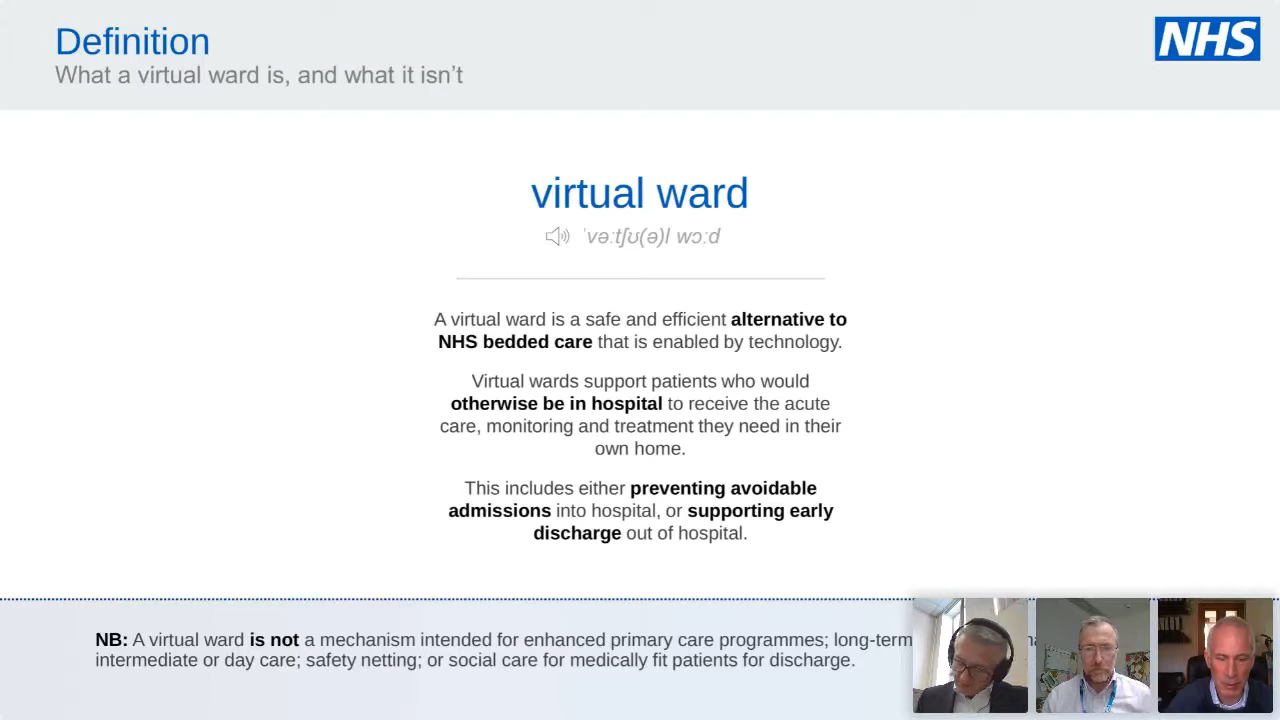 Definition
NHS
What a virtual ward is, and what it isn’t
virtual ward
ˈvəːtʃʊ(ə)l wɔːd
A virtual ward is a safe and efficient alternative to
NHS bedded care that is enabled by technology.
Virtual wards support patients who would
otherwise be in hospital to receive the acute
care, monitoring and treatment they need in their
own home.
This includes either preventing avoidable
admissions into hospital, or supporting early
discharge out of hospital.
NB: A virtual ward is not a mechanism intended for enhanced primary care programmes; long-term
intermediate or day care; safety netting; or social care for medically fit patients for discharge.